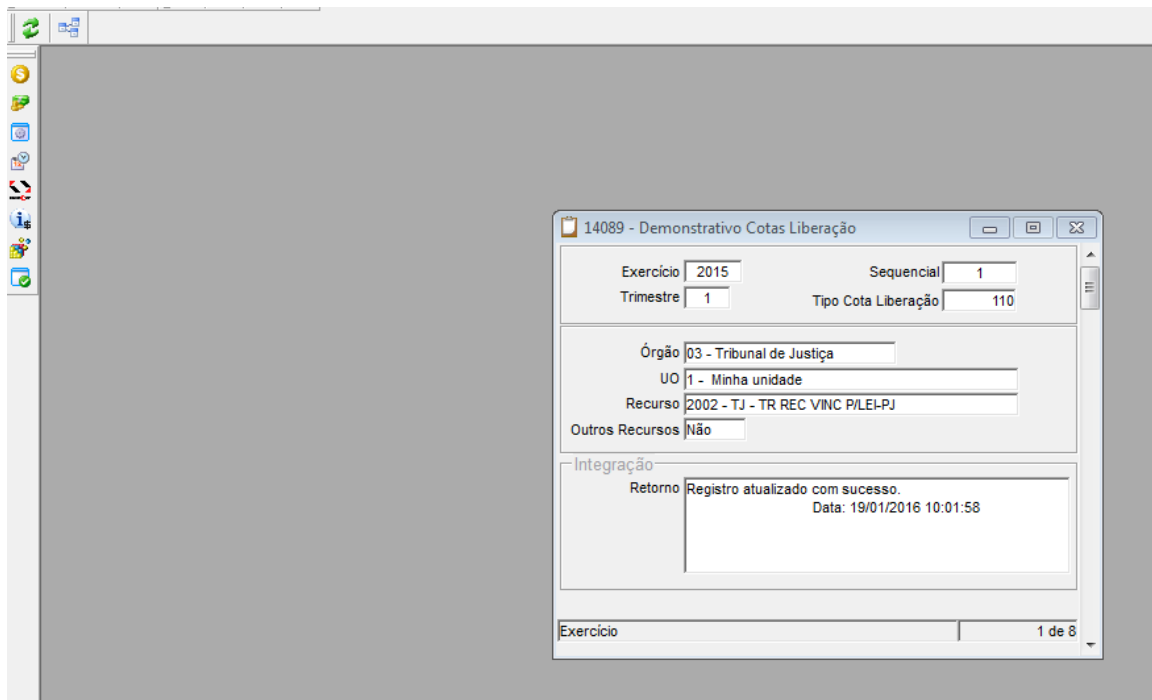 14089 - Demonstrativo Cotas Liberação
Exercício 2015 Sequencial 1
Trimestre 1 Tipo Cota Liberação 110
Órgão 03 - Tribunal de Justiça
UO 1 - Minha unidade
Recurso 2002 - TJ - TR REC VINC P/LEI-PJ
Outros Recursos Não
Integração
Retorno Registro atualizado com sucesso.
Data: 19/01/2016 10:01:58
Exercício 1 de 8